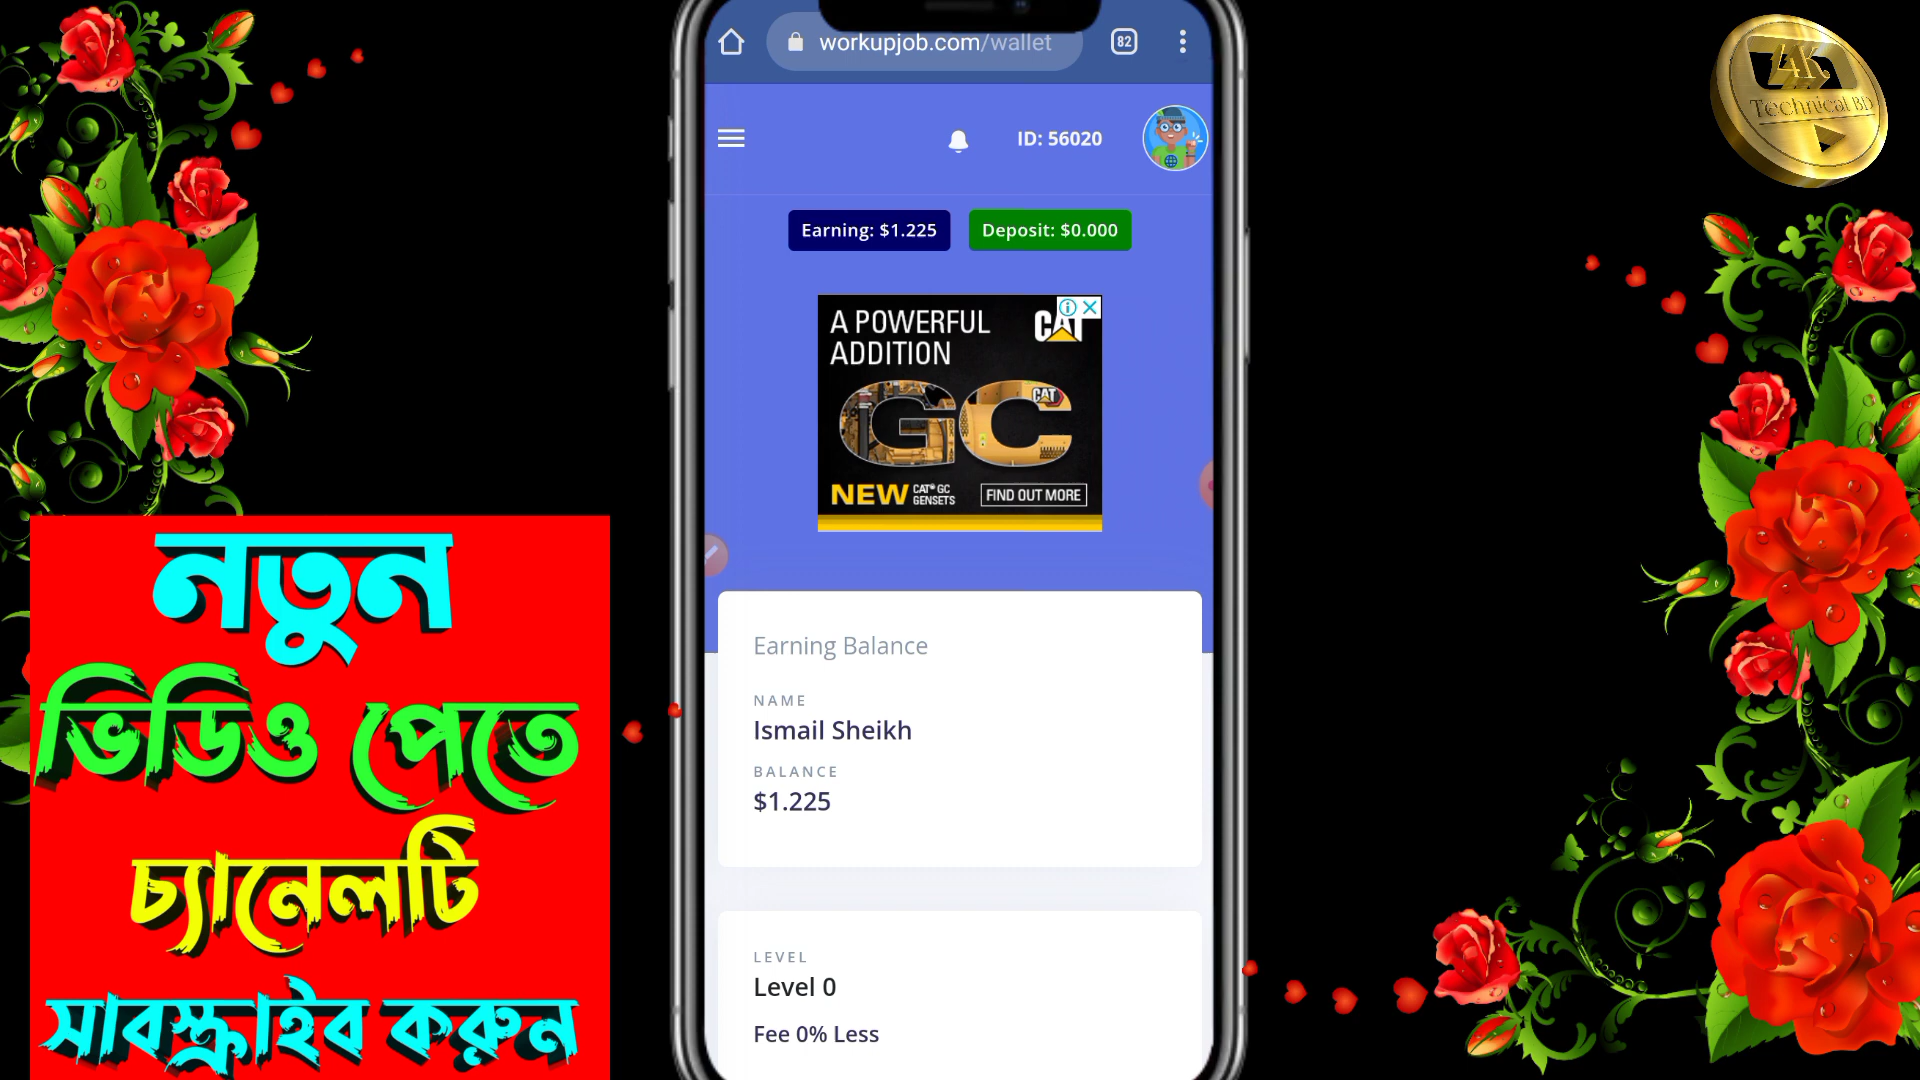 workupjob.com/wallet
82
ID: 56020
Earning: $1.225
Deposit: $0.000
A POWERFUL
ADDITION
CAT
GC
CAT
NEW CAT® GC
GENSETS
FIND OUT MORE
Earning Balance
NAME
Ismail Sheikh
BALANCE
$1.225
LEVEL
Level 0
Fee 0% Less
নতুন
ভিডিও পেতে
চ্যানেলটি
সাবস্ক্রাইব করুন
4K
Technical BD